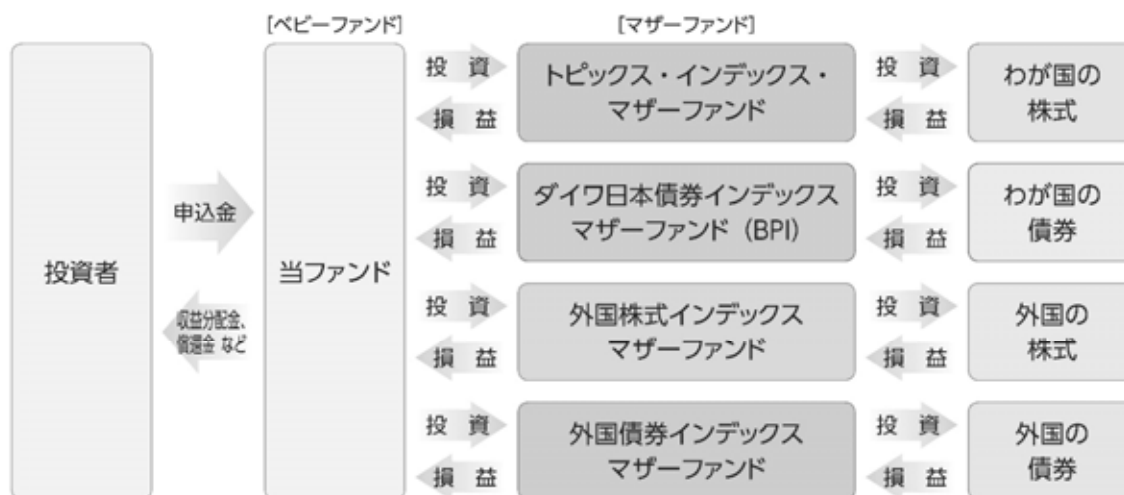 [ベビーファンド]
[マザーファンド]
投資者
申込金
収益分配金、
償還金 など
当ファンド
投 資
損 益
トピックス・インデックス・
マザーファンド
投 資
損 益
わが国の
株式
投 資
損 益
ダイワ日本債券インデックス
マザーファンド（BPI）
投 資
損 益
わが国の
債券
投 資
損 益
外国株式インデックス
マザーファンド
投 資
損 益
外国の
株式
投 資
損 益
外国債券インデックス
マザーファンド
投 資
損 益
外国の
債券